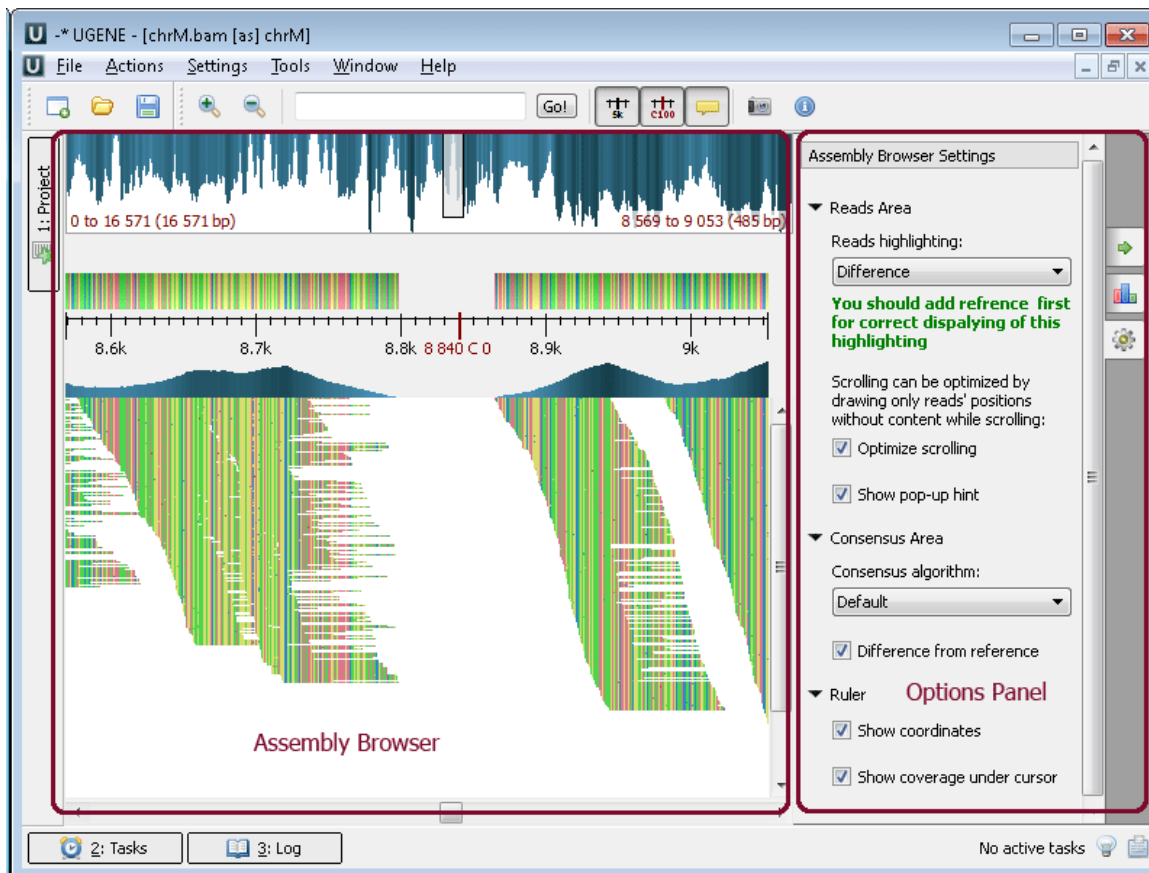 -* UGENE - [chrM.bam [as] chrM]
File Actions Settings Tools Window Help
Go!
5k
C100
1: Project
0 to 16 571 (16 571 bp)
8 569 to 9 053 (485 bp)
8.6k 8.7k 8.8k 8 840 C 0 8.9k 9k
Assembly Browser
Assembly Browser Settings
Reads Area
Reads highlighting:
Difference
You should add refrence first
for correct dispalying of this
highlighting
Scrolling can be optimized by
drawing only reads' positions
without content while scrolling:
Optimize scrolling
Show pop-up hint
Consensus Area
Consensus algorithm:
Default
Difference from reference
Ruler
Options Panel
Show coordinates
Show coverage under cursor
2: Tasks
3: Log
No active tasks